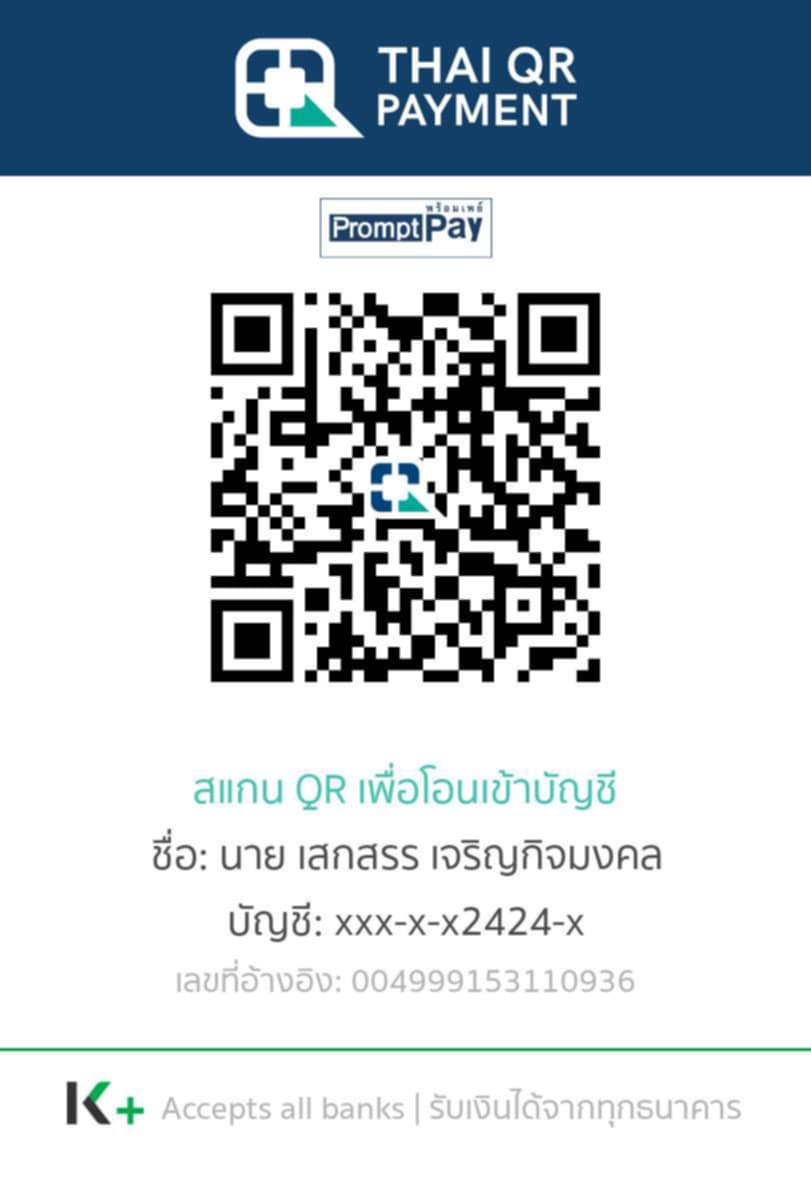 THAI QR
PAYMENT
พร้อมเพย์
Prompt Pay
สแกน QR เพื่อโอนเข้าบัญชี
ชื่อ: นาย เสกสรร เจริญกิจมงคล
บัญชี: xxx-x-x2424-x
เลขที่อ้างอิง: 004999153110936
K+ Accepts all banks | รับเงินได้จากทุกธนาคาร